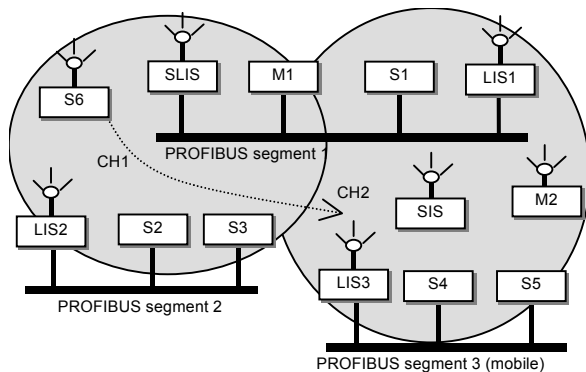 SLIS
M1
S1
LIS1
S6
PROFIBUS segment 1
CH1
CH2
SIS
M2
LIS2
S2
S3
LIS3
S4
S5
PROFIBUS segment 2
PROFIBUS segment 3 (mobile)